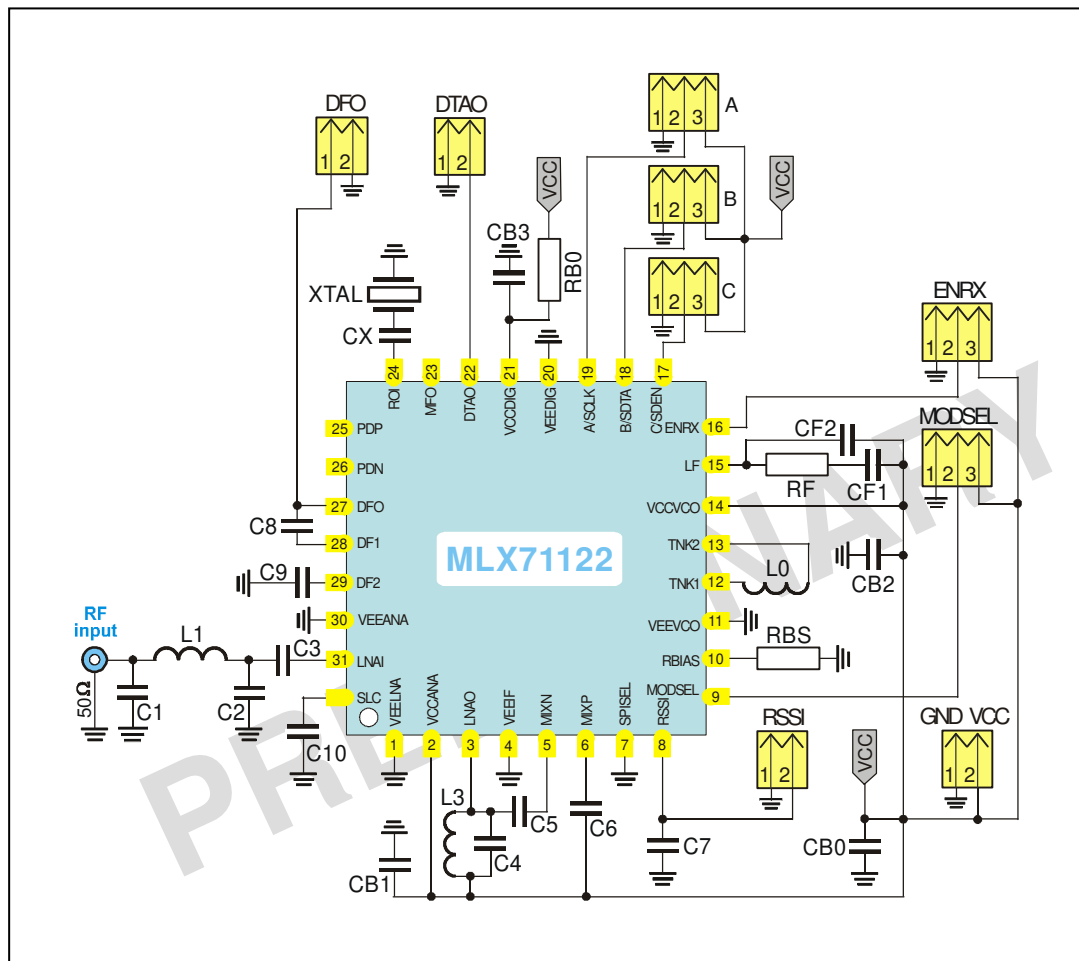 DFO
1 2
DTAO
1 2
1 2 3
A
VCC
1 2 3
B
VCC
CB3
RB0
1 2 3
C
ENRX
1 2 3
XTAL
CX
24 23 22 21 20 19 18 17
ROI MFO DTAO VCCDIG VEEDIG A/SCLK B/SDTA C/SDEN
25 PDP
ENRX 16
MODSEL
1 2 3
CF2
26 PDN
LF 15
RF
CF1
27 DFO
VCCVCO 14
C8
28 DF1
TNK2 13
MLX71122
L0
CB2
C9
29 DF2
TNK1 12
30 VEEANA
VEEVCO 11
RF
input
L1
C3
31 LNAI
RBIAS 10
RBS
50Ω
C1
C2
SLC
MODSEL 9
C10
VEELNA VCCANA LNAO VEEIF MIXN MIXP SPISEL RSSI
1 2 3 4 5 6 7 8
RSSI
1 2
VCC
GND VCC
1 2
L3
C5
C4
C6
C7
CB0
CB1
PRELIMINARY